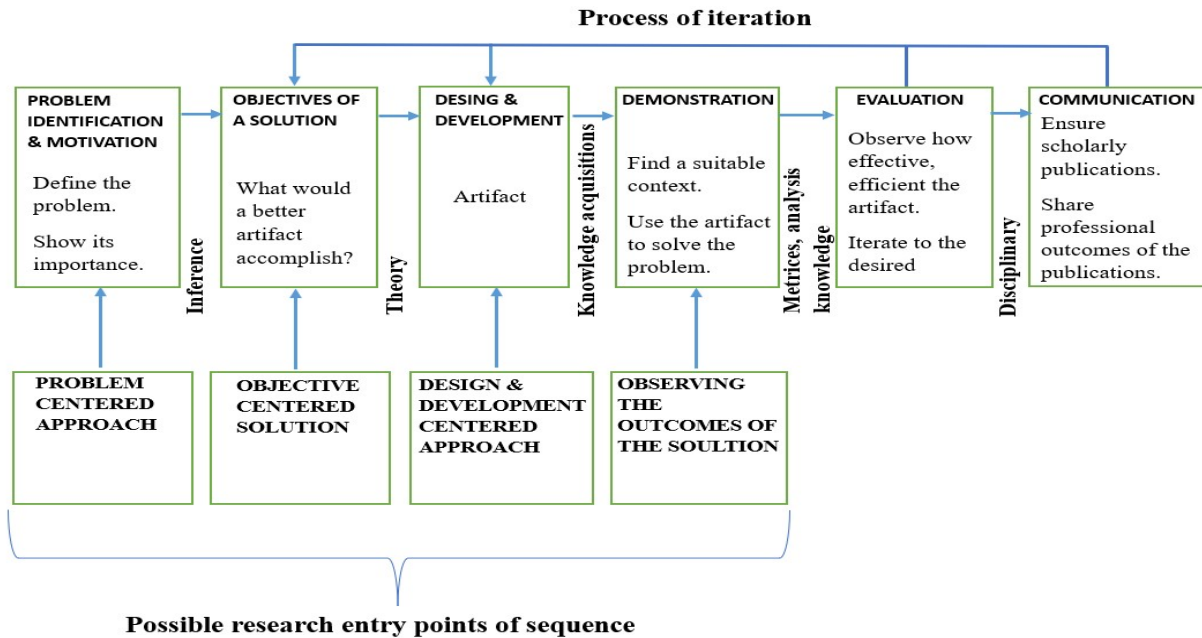 Process of iteration
PROBLEM
IDENTIFICATION
& MOTIVATION
Define the
problem.
Show its
importance.
Inference
OBJECTIVES OF
A SOLUTION
What would
a better
artifact
accomplish?
Theory
DESING &
DEVELOPMENT
Artifact
Knowledge acquisitions
DEMONSTRATION
Find a suitable
context.
Use the artifact
to solve the
problem.
Metrices, analysis
knowledge
EVALUATION
Observe how
effective,
efficient the
artifact.
Iterate to the
desired
Disciplinary
COMMUNICATION
Ensure
scholarly
publications.
Share
professional
outcomes of the
publications.
PROBLEM
CENTERED
APPROACH
OBJECTIVE
CENTERED
SOLUTION
DESIGN &
DEVELOPMENT
CENTERED
APPROACH
OBSERVING
THE
OUTCOMES OF
THE SOULTION
Possible research entry points of sequence